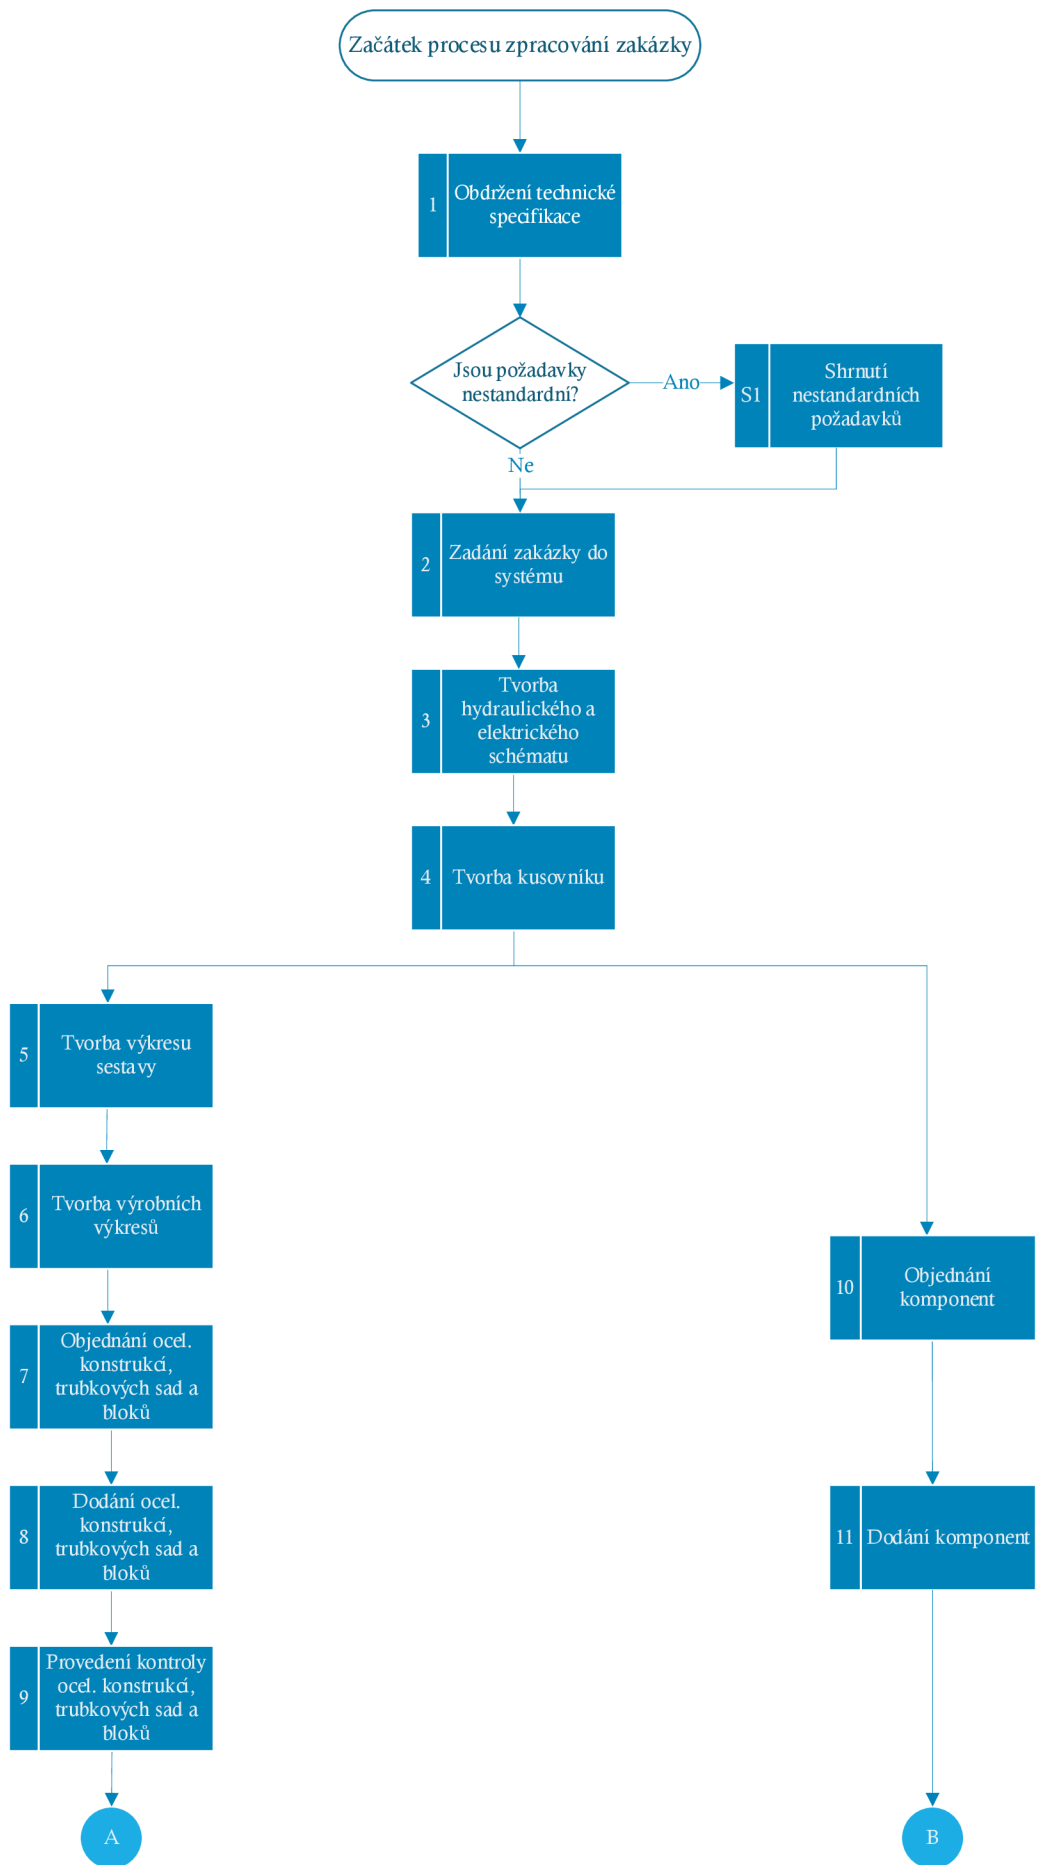 Začátek procesu zpracování zakázky
1
Obdržení technické
specifikace
Jsou požadavky
nestandardní?
Ano
S1
Shrnutí
nestandardních
požadavků
Ne
2
Zadání zakázky do
systému
3
Tvorba
hydraulického a
elektrického
schématu
4
Tvorba kusovníku
5
Tvorba výkresu
sestavy
6
Tvorba výrobních
výkresů
7
Objednání ocel.
konstrukcí,
trubkových sad a
bloků
8
Dodání ocel.
konstrukcí,
trubkových sad a
bloků
9
Provedení kontroly
ocel. konstrukcí,
trubkových sad a
bloků
A
10
Objednání
komponent
11
Dodání komponent
B